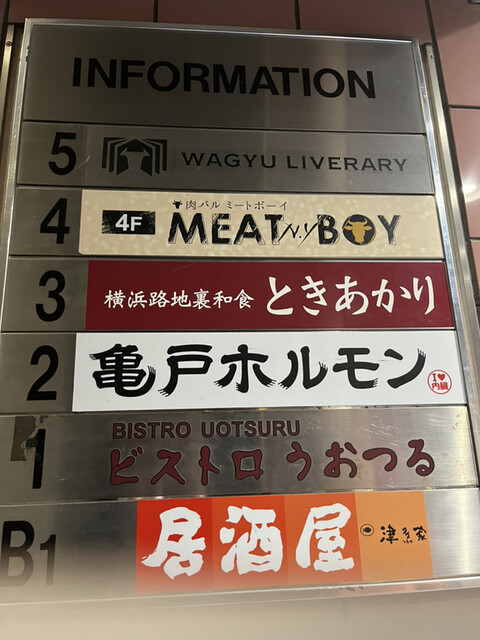 INFORMATION
5 WAGYU LIVERARY
肉バル ミートボーイ
4 4F MEAT N.Y BOY
3 横浜路地裏和食 ときあかり
2 亀戸ホルモン I♥内臓
BISTRO UOTSURU
1 ビストロ うおつる
B1 居酒屋